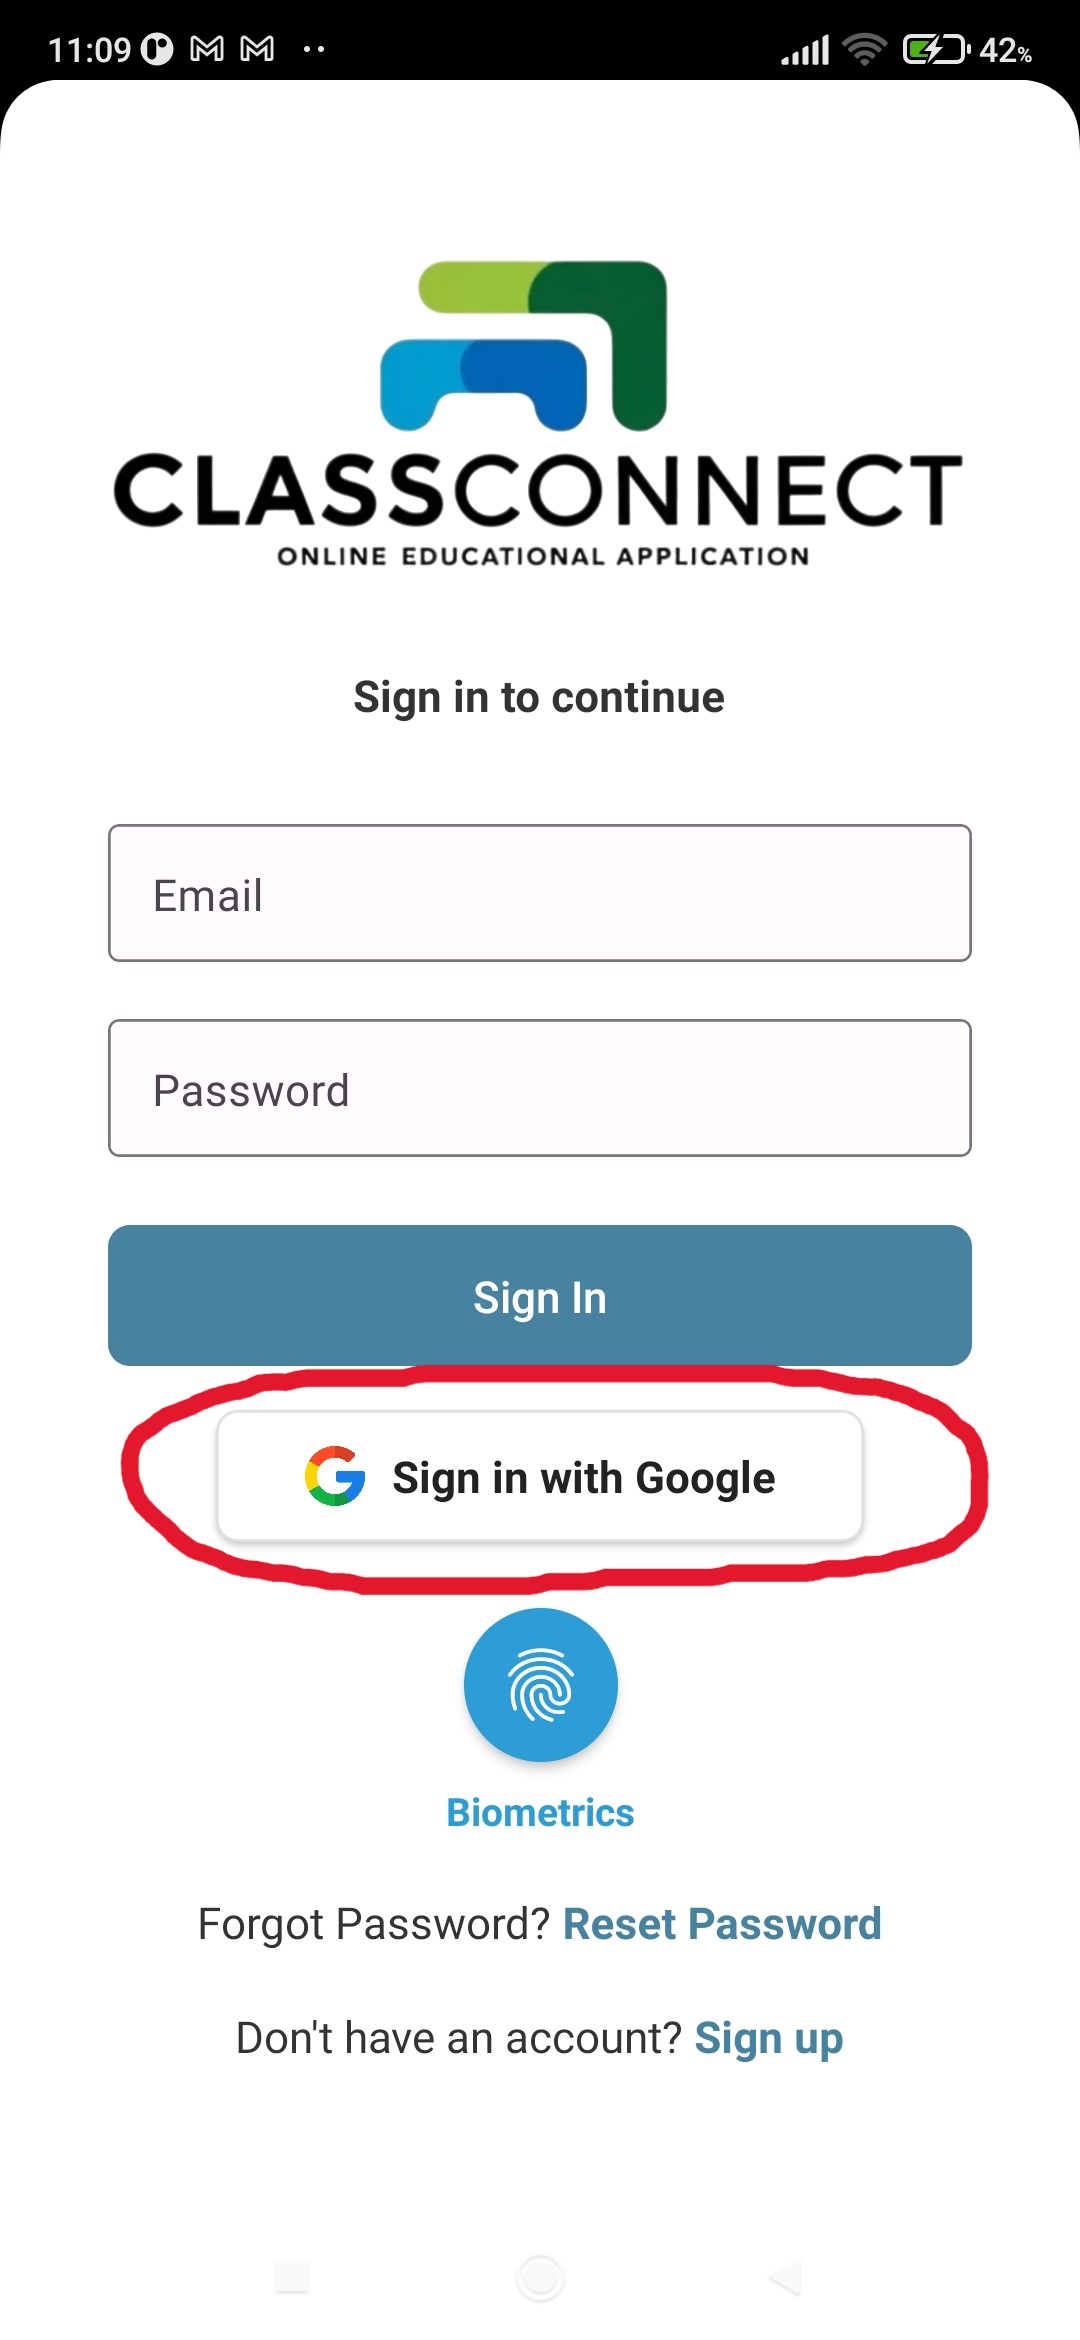 11:09 42%
CLASSCONNECT
ONLINE EDUCATIONAL APPLICATION
Sign in to continue
Email
Password
Sign In
Sign in with Google
Biometrics
Forgot Password? Reset Password
Don't have an account? Sign up